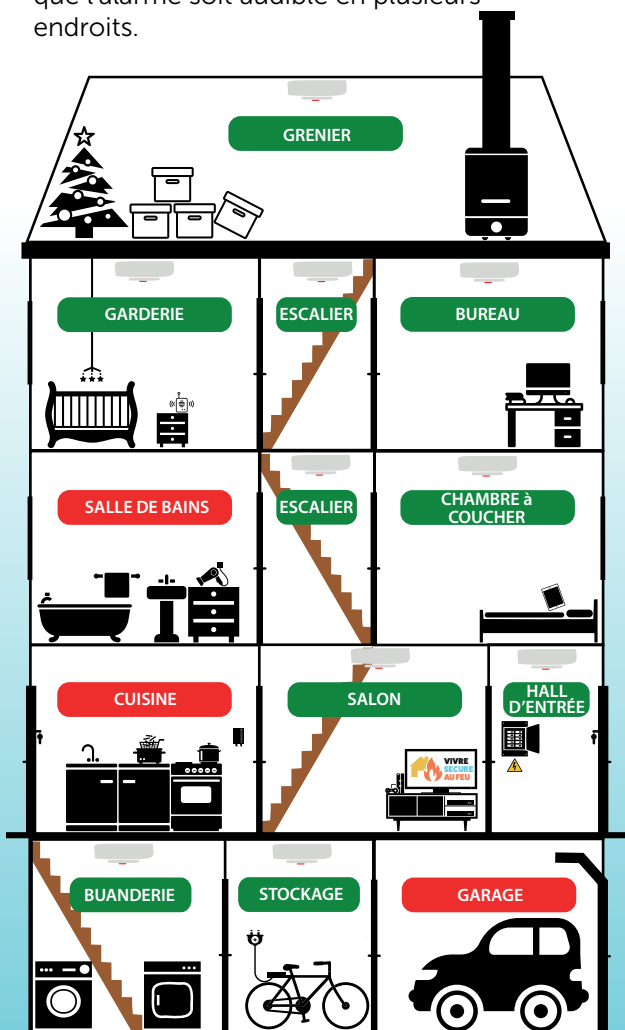 que l'alarme soit audible en plusieurs
endroits.
GRENIER
GARDERIE
ESCALIER
BUREAU
SALLE DE BAINS
ESCALIER
CHAMBRE à
COUCHER
CUISINE
SALON
HALL
D'ENTRÉE
VIVRE
SECURE
AU FEU
BUANDERIE
STOCKAGE
GARAGE